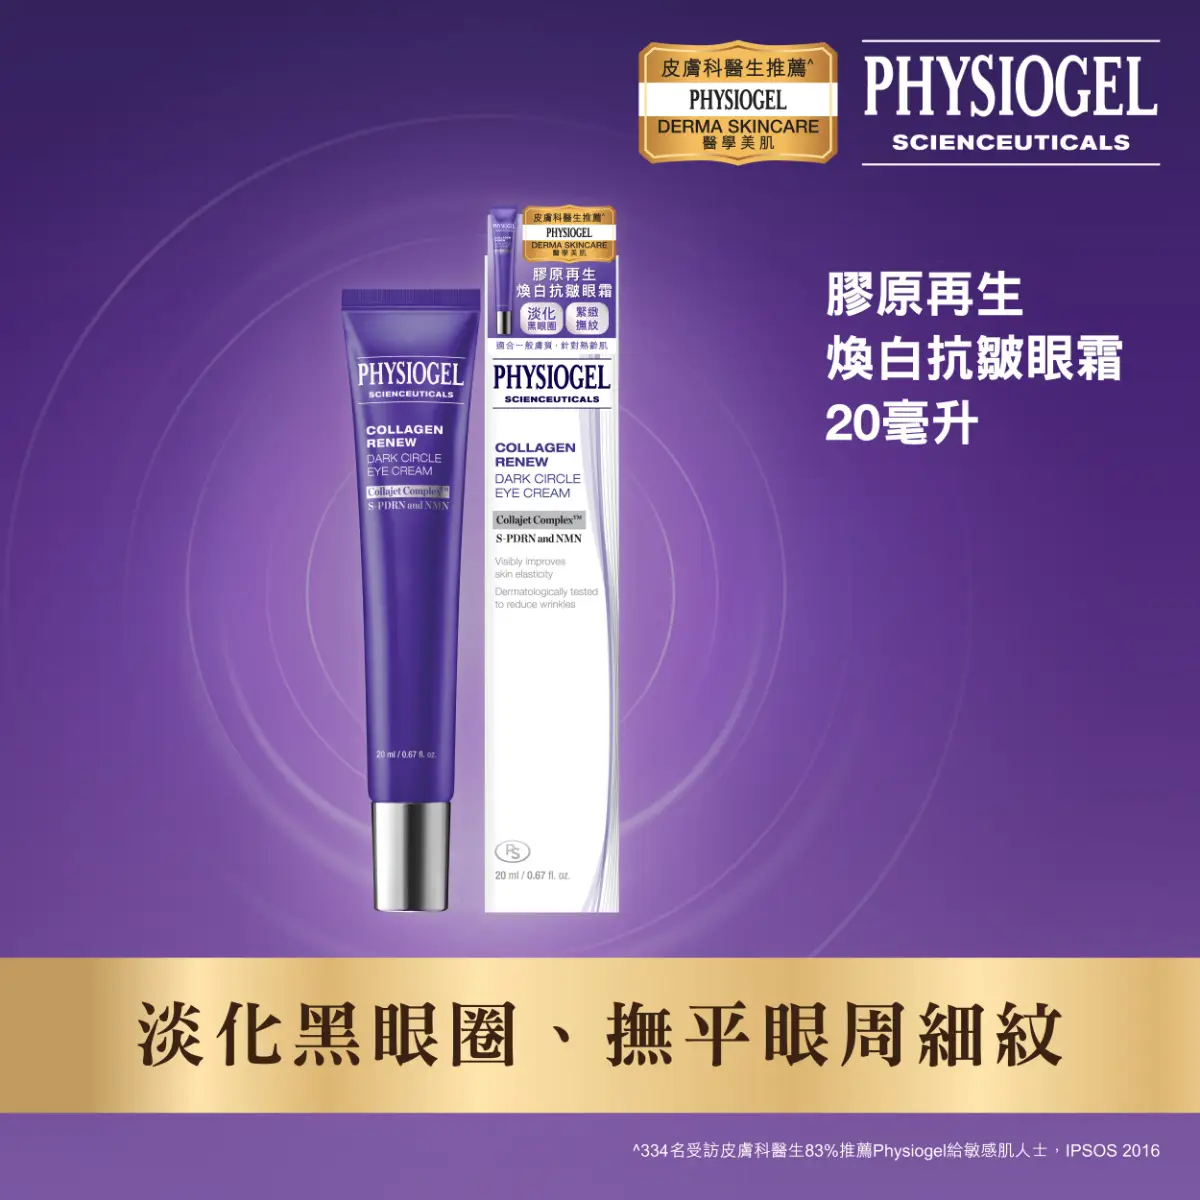 皮膚科醫生推薦^
PHYSIOGEL
DERMA SKINCARE
醫學美肌
PHYSIOGEL
SCIENCEUTICALS
膠原再生
煥白抗皺眼霜
20毫升
PHYSIOGEL
SCIENCEUTICALS
COLLAGEN
RENEW
DARK CIRCLE
EYE CREAM
Collajet Complex™
S-PDRN and NMN
20 ml / 0.67 fl. oz.
皮膚科醫生推薦^
PHYSIOGEL
DERMA SKINCARE
醫學美肌
膠原再生
煥白抗皺眼霜
淡化
黑眼圈
緊緻
撫紋
適合一般膚質，針對熟齡肌
PHYSIOGEL
SCIENCEUTICALS
COLLAGEN
RENEW
DARK CIRCLE
EYE CREAM
Collajet Complex™
S-PDRN and NMN
Visibly improves
skin elasticity
Dermatologically tested
to reduce wrinkles
PS
20 ml / 0.67 fl. oz.
淡化黑眼圈、撫平眼周細紋
^334名受訪皮膚科醫生83%推薦Physiogel給敏感肌人士，IPSOS 2016